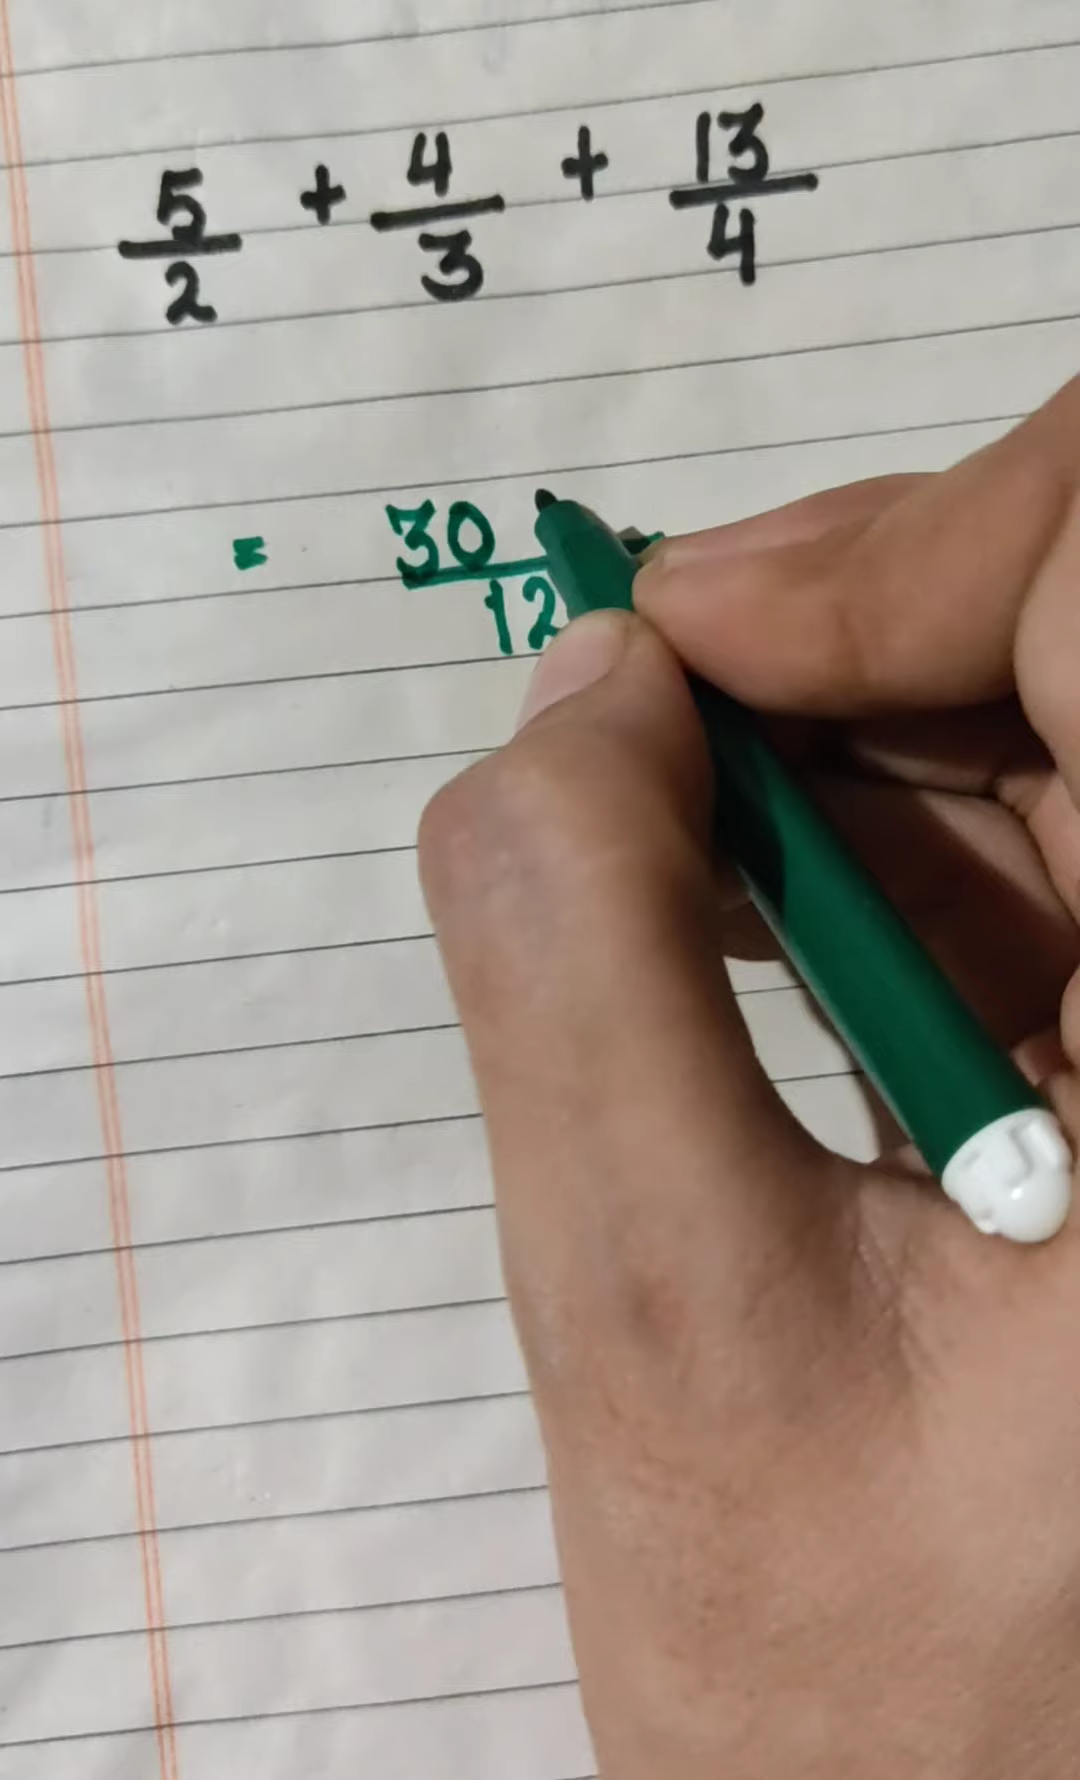 5/2 + 4/3 + 13/4
= 30/12